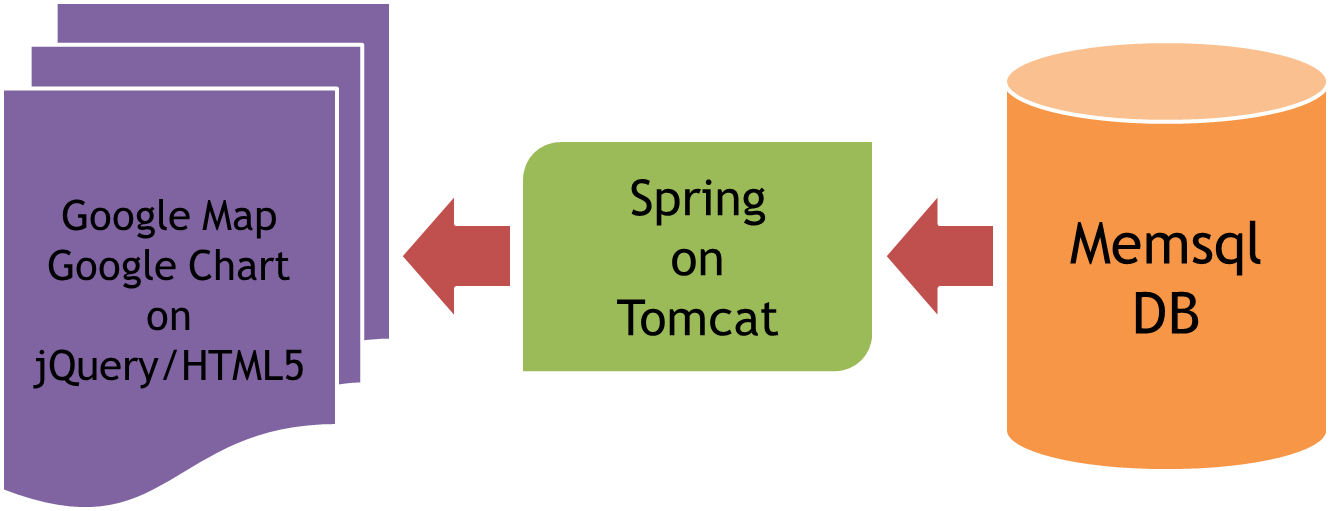 Google Map
Google Chart
on
jQuery/HTML5
Spring
on
Tomcat
Memsql
DB